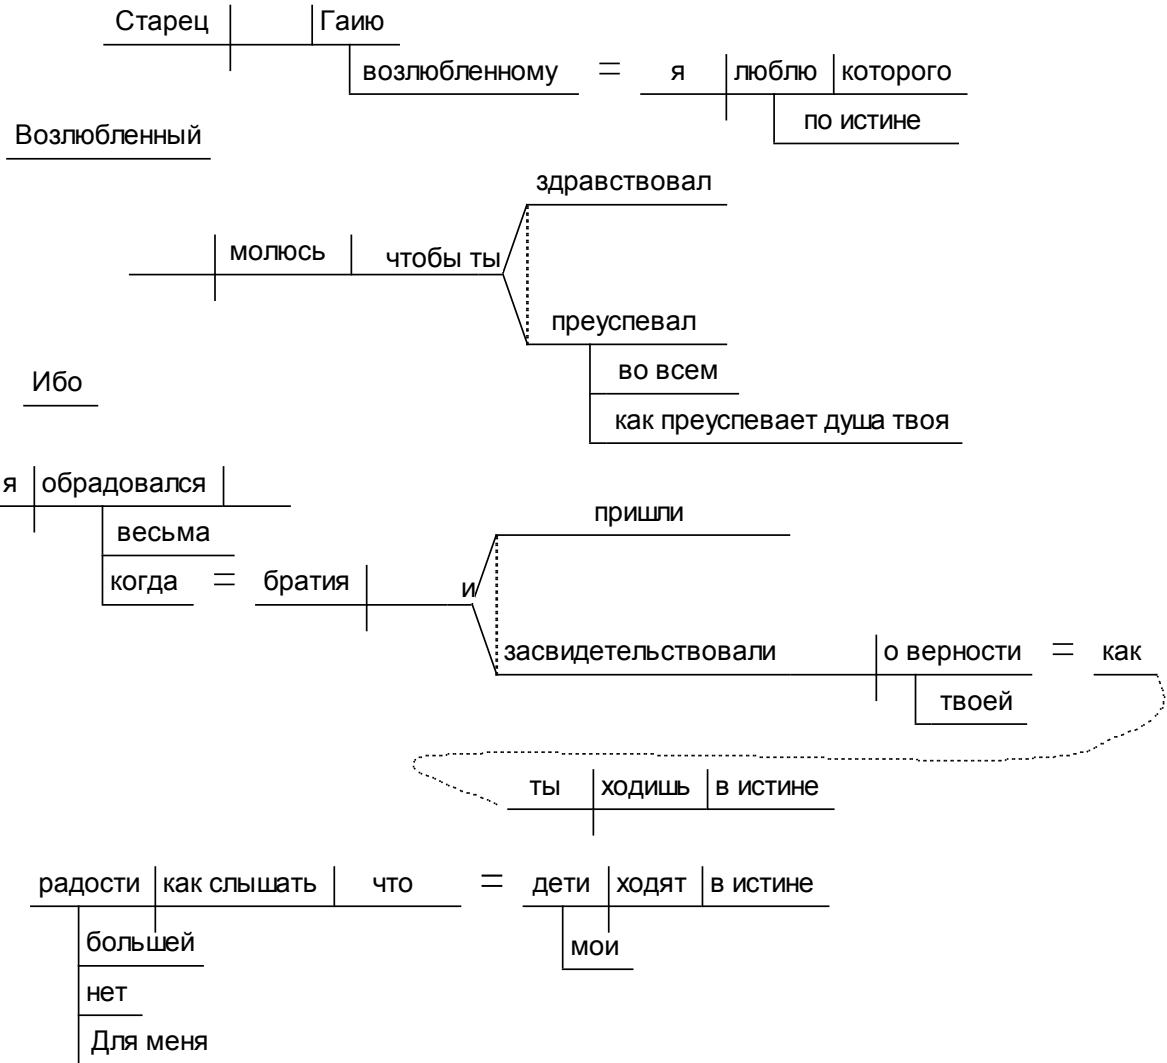 Старец Гаию
возлюбленному = я люблю которого
по истине
Возлюбленный
здравствовал
молюсь чтобы ты
преуспевал
во всем
Ибо
как преуспевает душа твоя
я обрадовался
пришли
весьма
когда = братия и
засвидетельствовали о верности = как
твоей
ты ходишь в истине
радости как слышать что = дети ходят в истине
большей мои
нет
Для меня